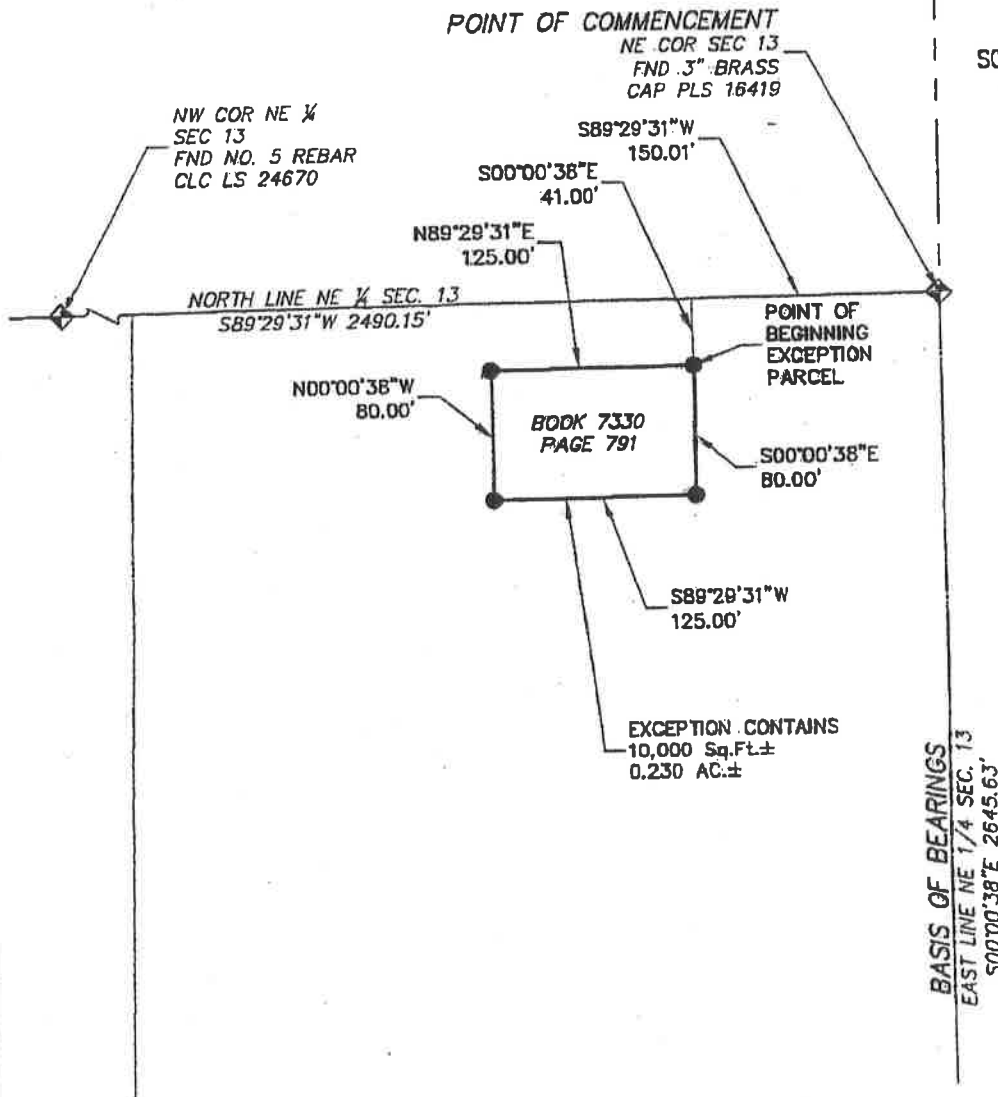 POINT OF COMMENCEMENT
NE COR SEC 13
FND 3" BRASS
CAP PLS 16419
NW COR NE ¼
SEC 13
FND NO. 5 REBAR
CLC LS 24670
S89°29'31"W
150.01'
S00°00'38"E
41.00'
N89°29'31"E
125.00'
NORTH LINE NE ¼ SEC. 13
S89°29'31"W 2490.15'
POINT OF
BEGINNING
EXCEPTION
PARCEL
N00°00'38"W
80.00'
BOOK 7330
PAGE 791
S00°00'38"E
80.00'
S89°29'31"W
125.00'
EXCEPTION CONTAINS
10,000 Sq.Ft.±
0.230 AC.±
BASIS OF BEARINGS
EAST LINE NE 1/4 SEC. 13
S00°00'38"E 2645.63'